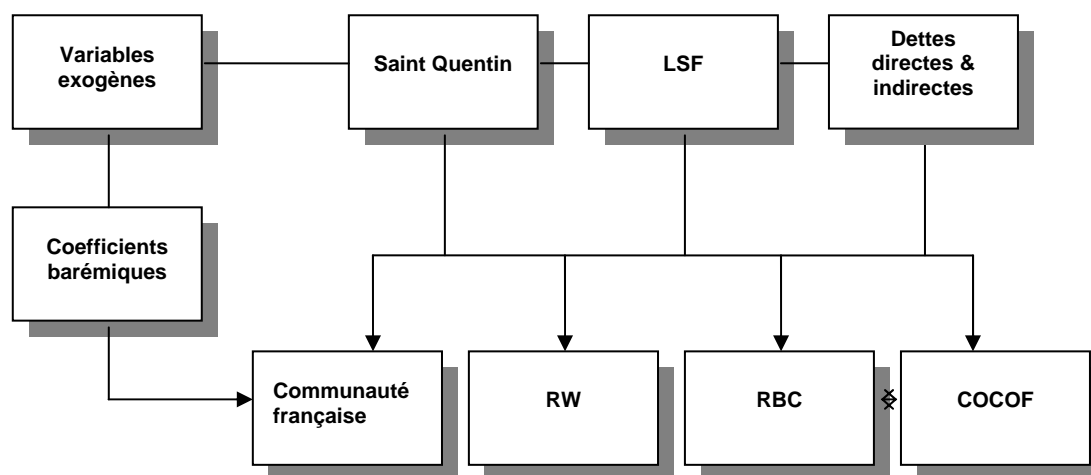 Variables
exogènes
Saint Quentin
LSF
Dettes
directes &
indirectes
Coefficients
barémiques
Communauté
française
RW
RBC
COCOF